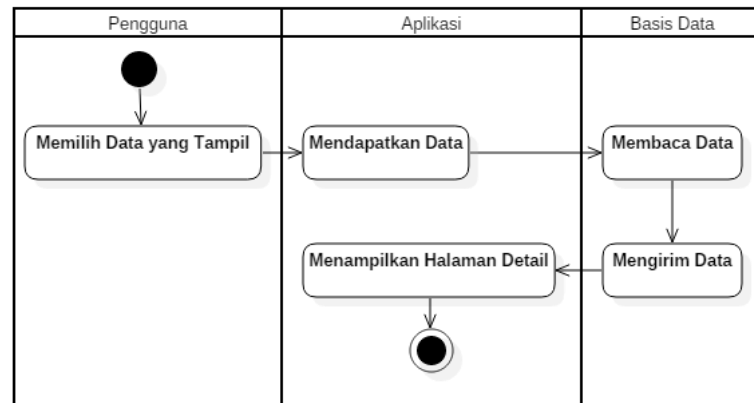 Pengguna
Aplikasi
Basis Data
Memilih Data yang Tampil
Mendapatkan Data
Membaca Data
Menampilkan Halaman Detail
Mengirim Data